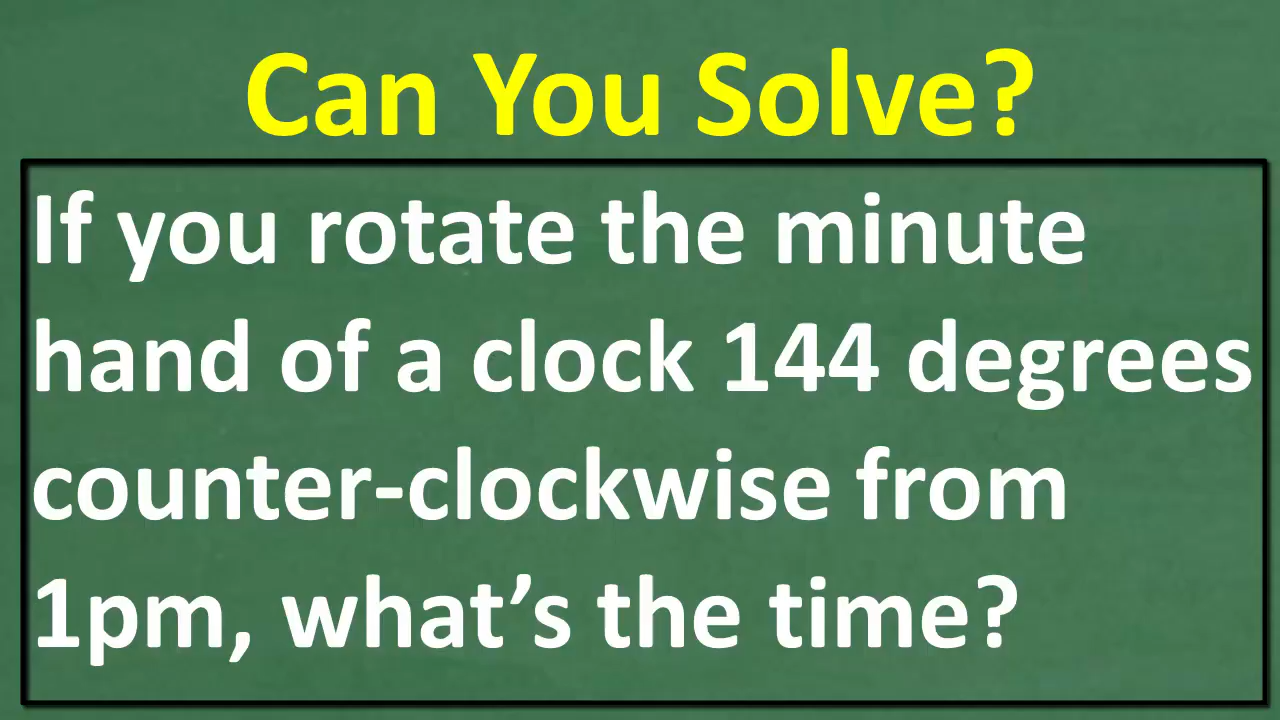 Can You Solve?
If you rotate the minute
hand of a clock 144 degrees
counter-clockwise from
1pm, what’s the time?